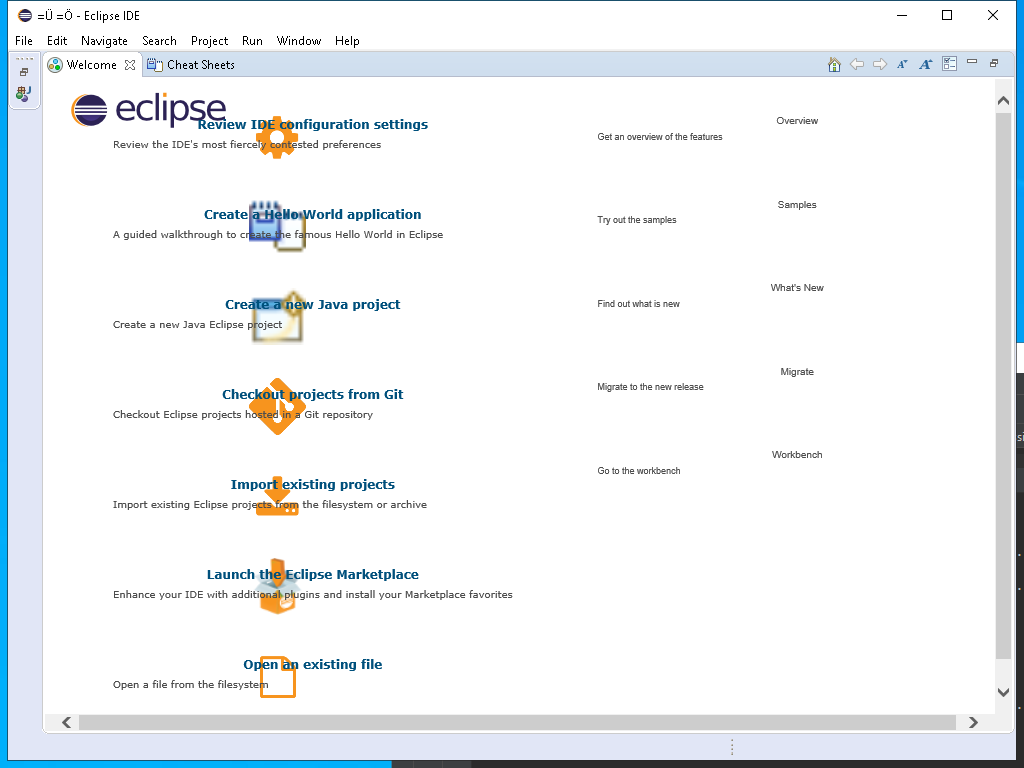 =Ü =Ö - Eclipse IDE
File Edit Navigate Search Project Run Window Help
Welcome Cheat Sheets
eclipse
Review IDE configuration settings
Review the IDE's most fiercely contested preferences
Create a Hello World application
A guided walkthrough to create the famous Hello World in Eclipse
Create a new Java project
Create a new Java Eclipse project
Checkout projects from Git
Checkout Eclipse projects hosted in a Git repository
Import existing projects
Import existing Eclipse projects from the filesystem or archive
Launch the Eclipse Marketplace
Enhance your IDE with additional plugins and install your Marketplace favorites
Open an existing file
Open a file from the filesystem
Overview
Get an overview of the features
Samples
Try out the samples
What's New
Find out what is new
Migrate
Migrate to the new release
Workbench
Go to the workbench
si